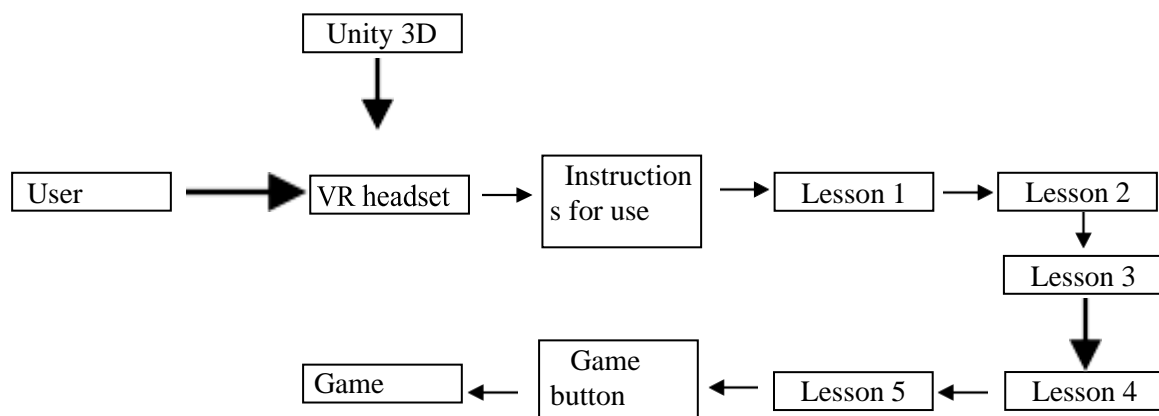 Unity 3D
User
VR headset
Instruction
s for use
Lesson 1
Lesson 2
Lesson 3
Game
Game
button
Lesson 5
Lesson 4